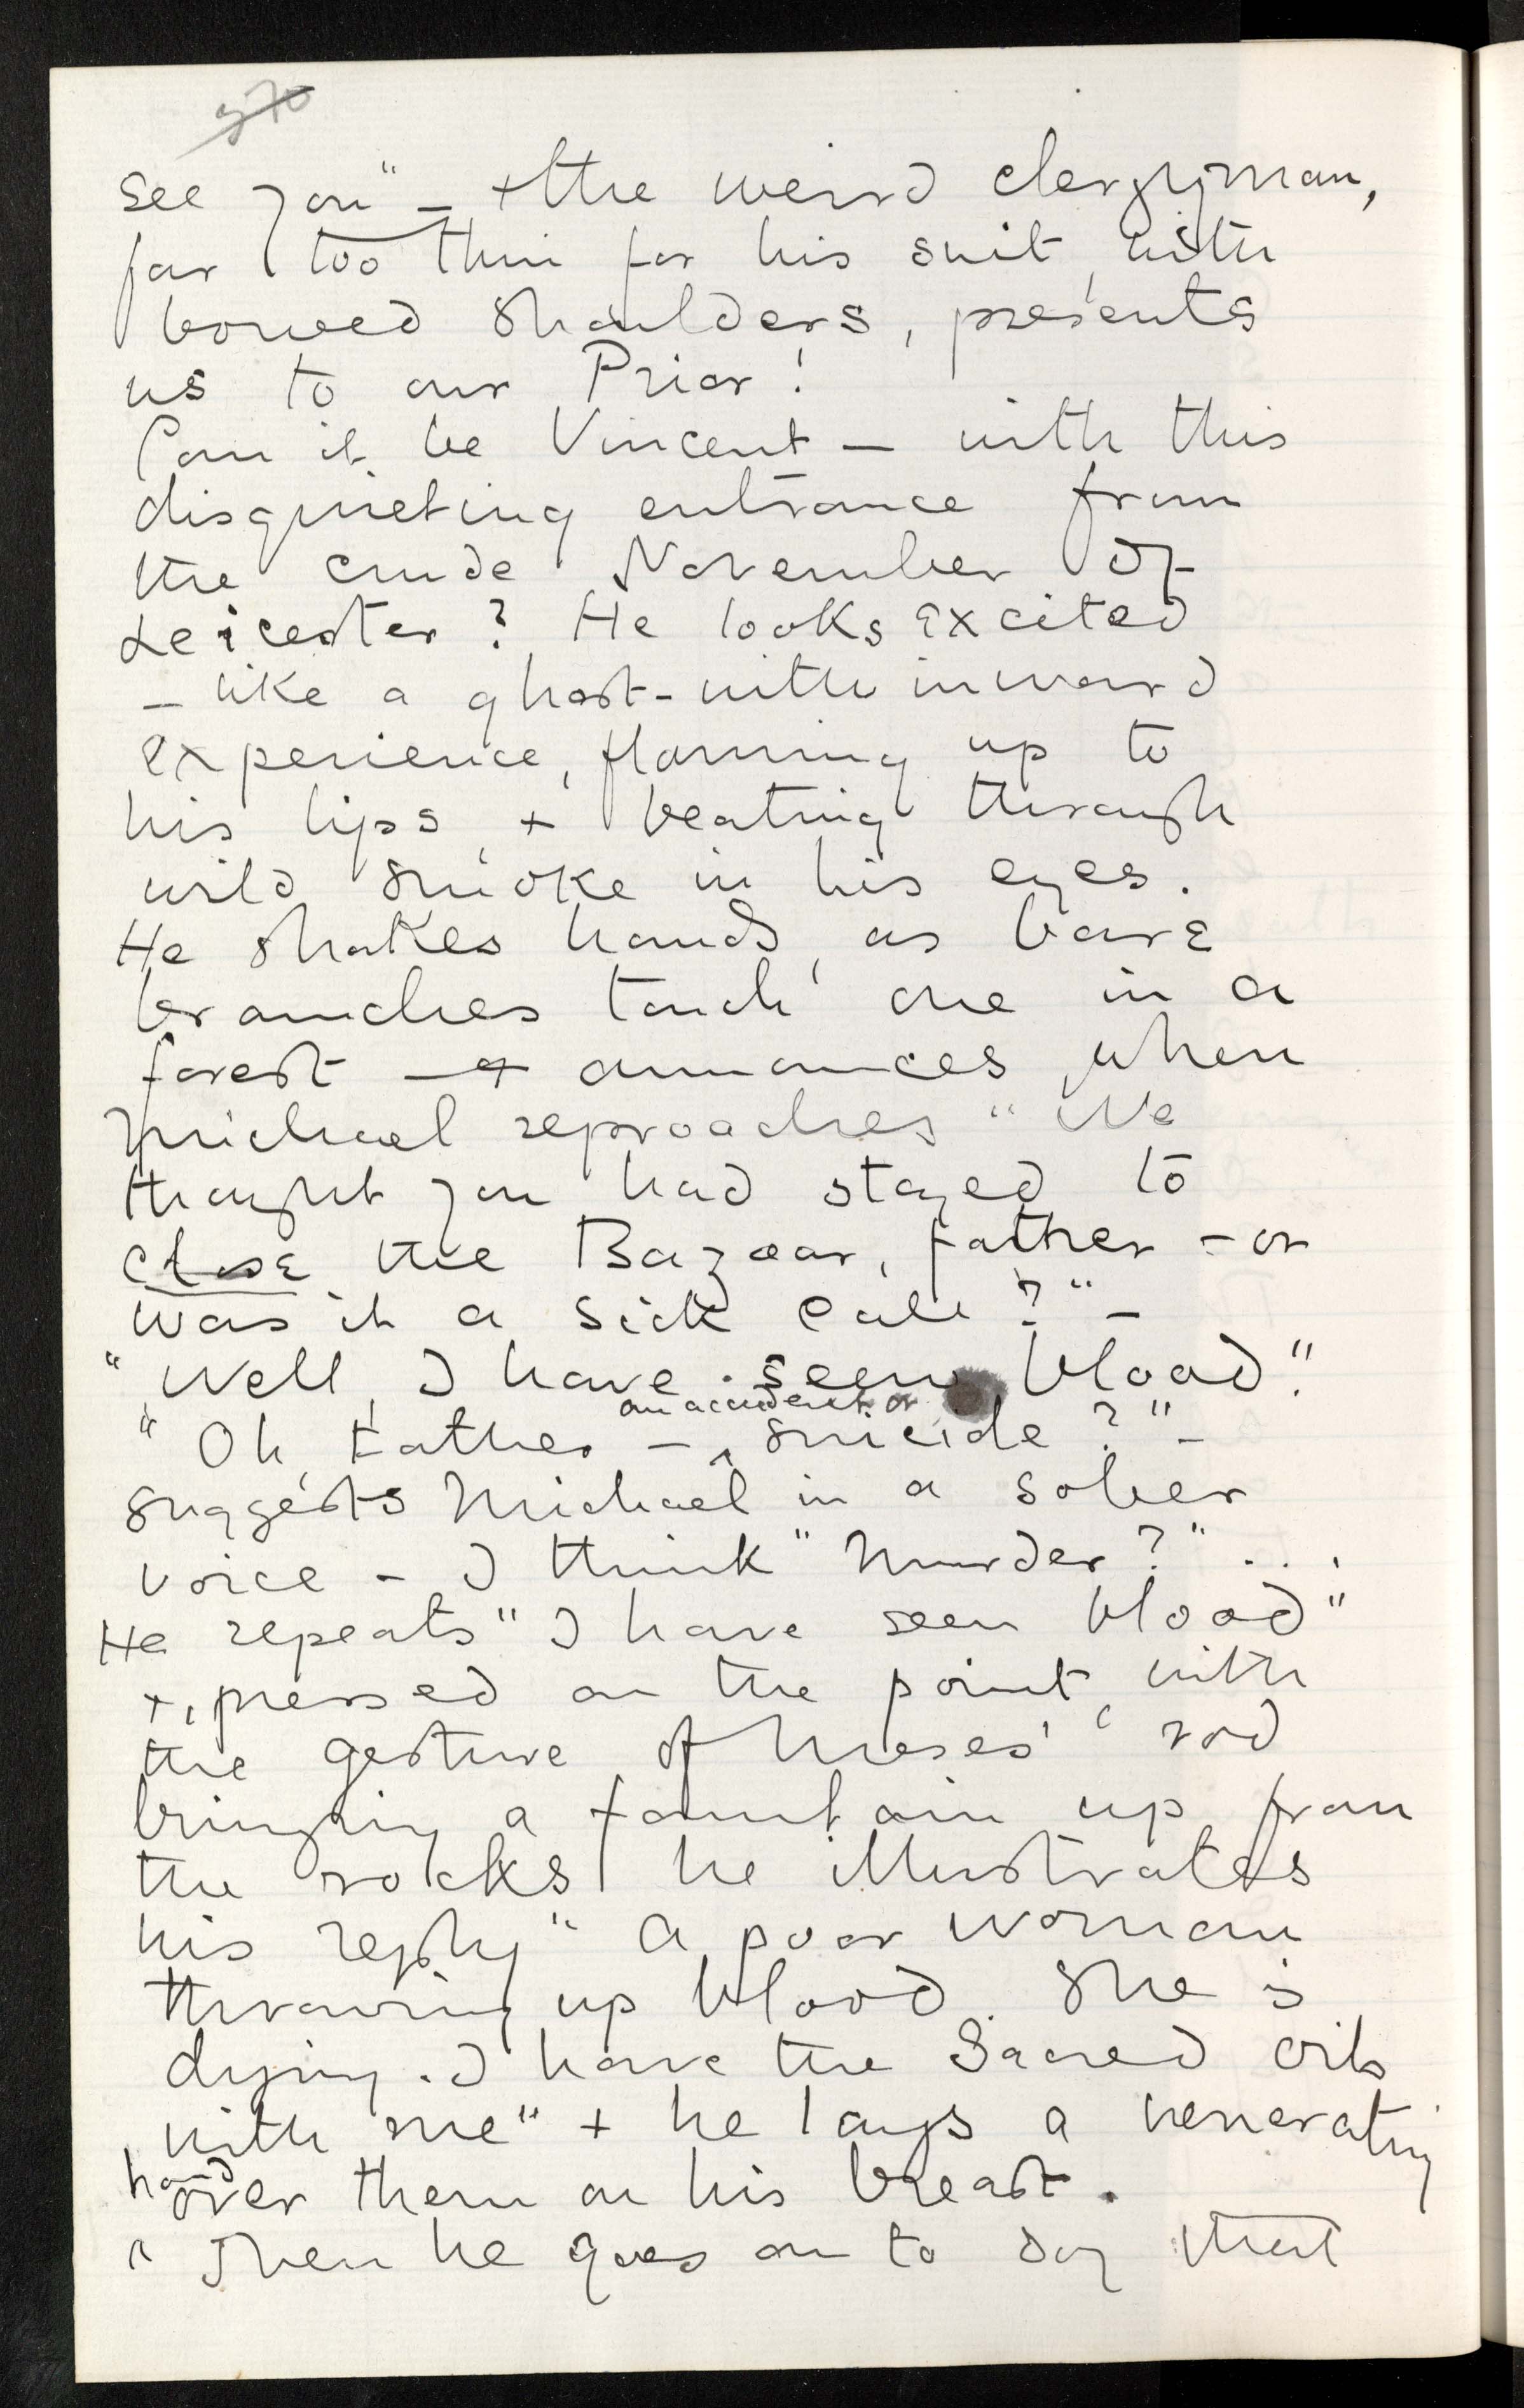 see you" – + the weird clergyman,
far too thin for his suit, with
bowed shoulders, presents
us to our Prior!
Can it be Vincent – with this
disquieting entrance from
the crude November of
Leicester? He looks excited
– like a ghost – with inward
experience, flaming up to
his lips, + beating through
wild smoke in his eyes.
He shakes hands, as bare
branches touch one in a
forest – + announces, when
Michael reproaches "We
thought you had stayed to
close the Bazaar, father – or
was it a sick call?" –
"Well, I have seen blood".
"Oh, Father – an accident or suicide?" –
suggests Michael in a sober
voice – I think "Murder?" . . .
He repeats "I have seen blood"
+, pressed on the point, with
the gesture of Moses' rod
bringing a fountain up from
the rocks, he illustrates
his reply "A poor woman
throwing up blood. She is
dying. I have the Sacred oils
with me" + he lays a venerating
hand over them on his breast.
Then he goes on to say that